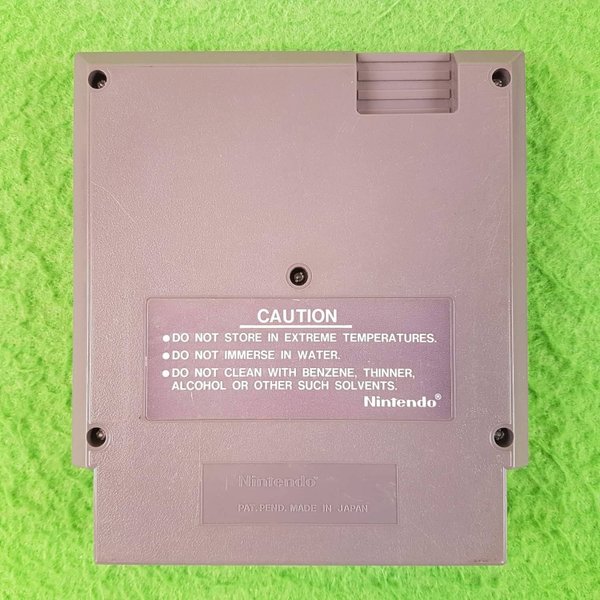 CAUTION
●DO NOT STORE IN EXTREME TEMPERATURES.
●DO NOT IMMERSE IN WATER.
●DO NOT CLEAN WITH BENZENE, THINNER,
ALCOHOL OR OTHER SUCH SOLVENTS.
Nintendo®
Nintendo®
PAT. PEND. MADE IN JAPAN